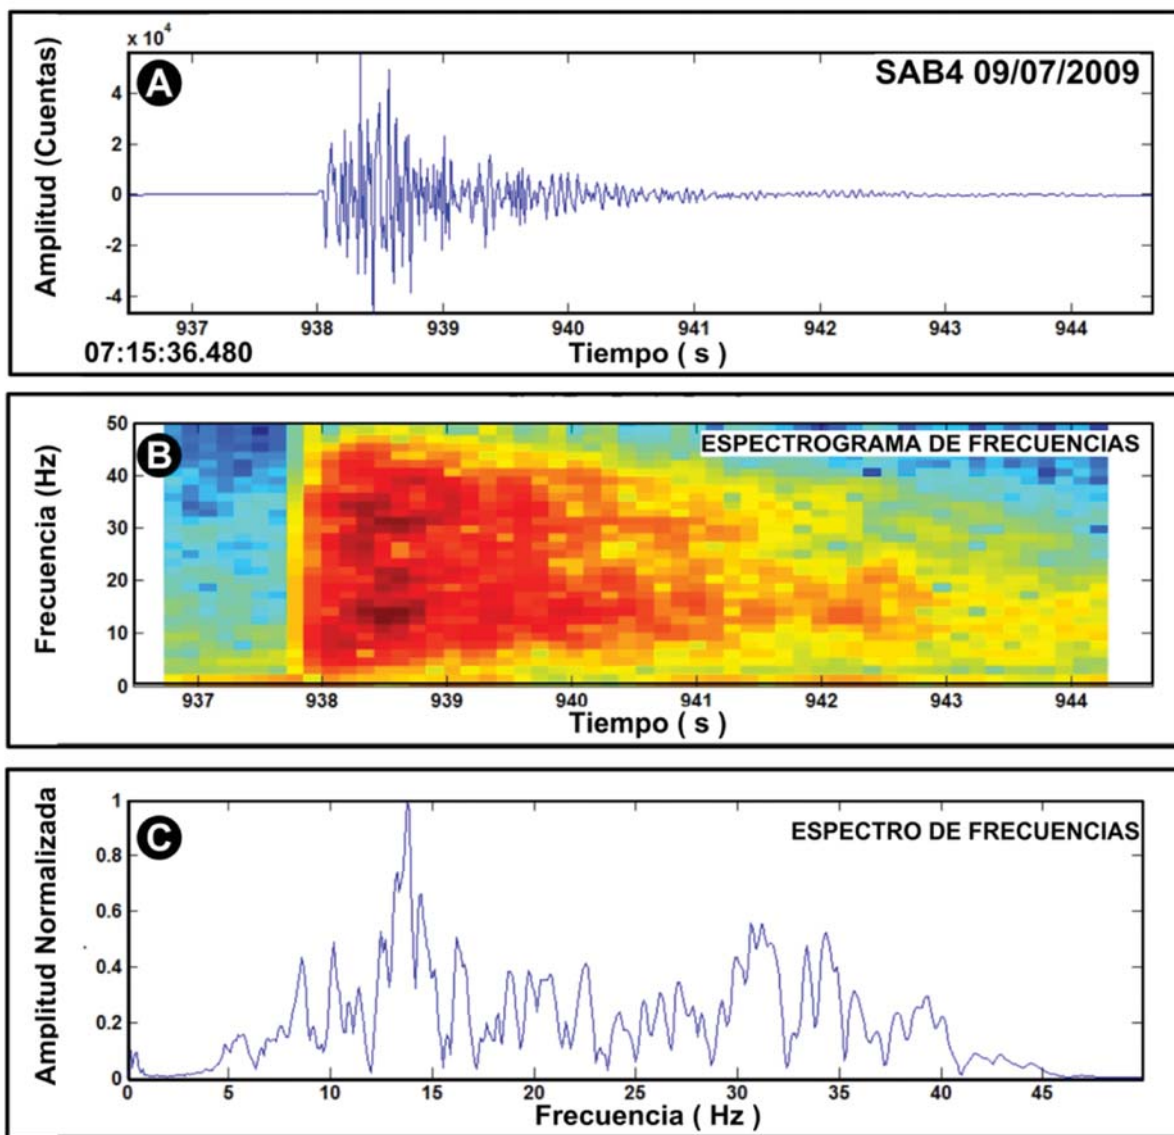 x 10^4
A
SAB4 09/07/2009
Amplitud (Cuentas)
4
2
0
-2
-4
937 938 939 940 941 942 943 944
07:15:36.480
Tiempo ( s )
B
ESPECTROGRAMA DE FRECUENCIAS
Frecuencia (Hz)
50
40
30
20
10
0
937 938 939 940 941 942 943 944
Tiempo ( s )
C
ESPECTRO DE FRECUENCIAS
Amplitud Normalizada
1
0.8
0.6
0.4
0.2
0
0 5 10 15 20 25 30 35 40 45
Frecuencia ( Hz )